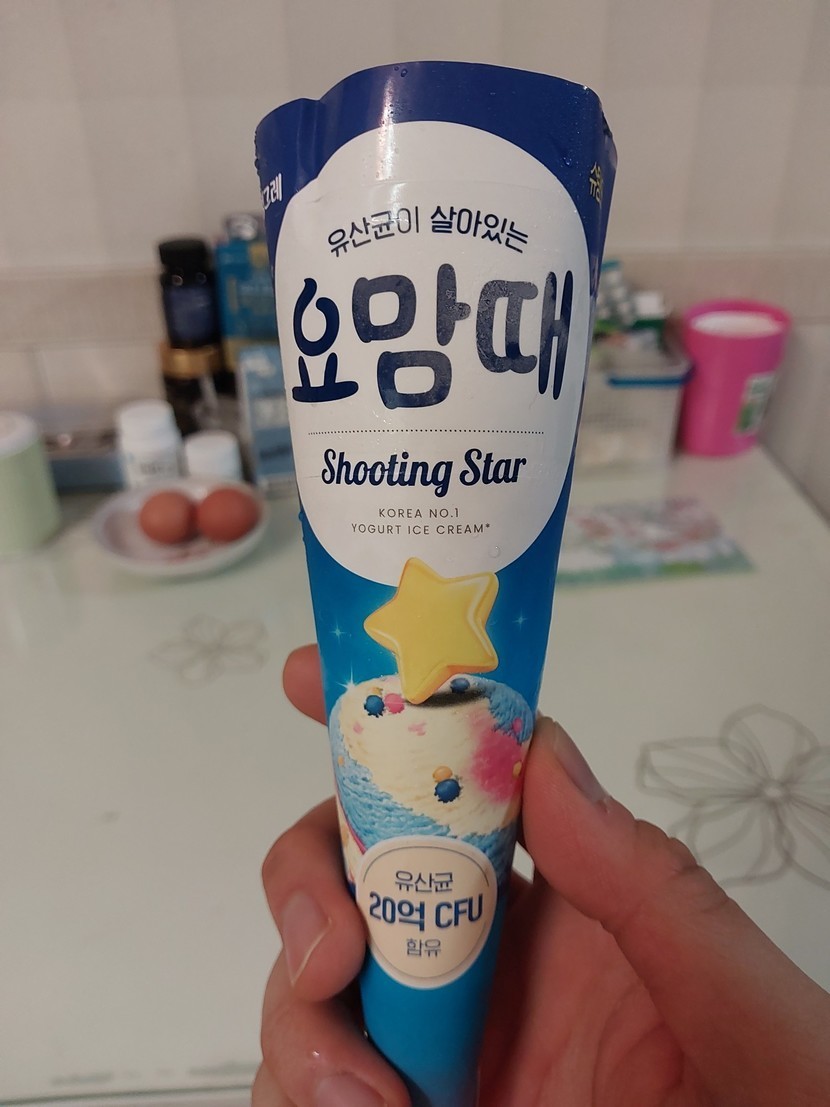 유산균이 살아있는
요맘때
Shooting Star
KOREA NO.1
YOGURT ICE CREAM*
유산균
20억 CFU
함유